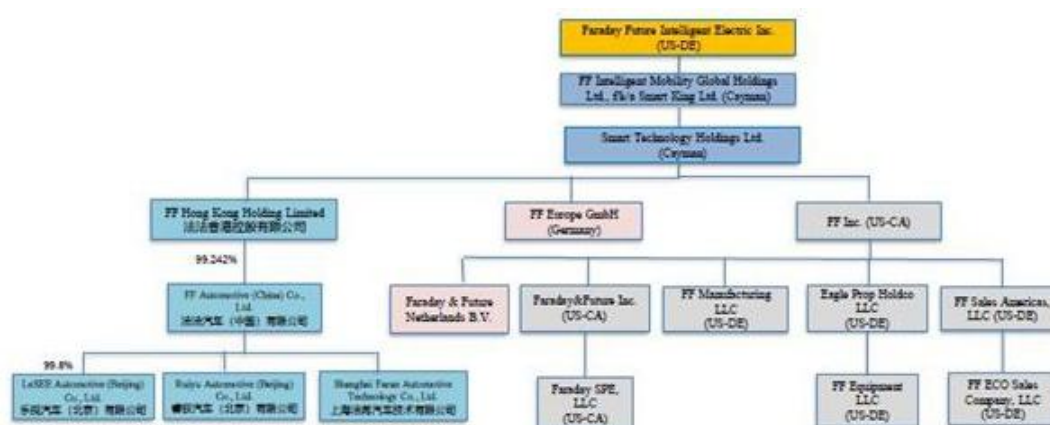 Faraday Future Intelligent Electric Inc.
(US-DE)
FF Intelligent Mobility Global Holdings
Ltd., f/k/a Smart King Ltd. (Cayman)
Smart Technology Holdings Ltd.
(Cayman)
FF Hong Kong Holding Limited
法法香港控股有限公司
FF Europe GmbH
(Germany)
FF Inc. (US-CA)
99.242%
FF Automotive (China) Co.,
Ltd.
法法汽车（中国）有限公司
Faraday & Future
Netherlands B.V.
Faraday&Future Inc.
(US-CA)
FF Manufacturing
LLC
(US-DE)
Eagle Prop Holdco
LLC
(US-DE)
FF Sales Americas,
LLC (US-DE)
99.8%
LeSEE Automotive (Beijing)
Co., Ltd.
乐视汽车（北京）有限公司
Ruiyu Automotive (Beijing)
Co., Ltd.
睿驭汽车（北京）有限公司
Shanghai Faran Automotive
Technology Co., Ltd.
上海法冉汽车技术有限公司
Faraday SPE,
LLC
(US-CA)
FF Equipment
LLC
(US-DE)
FF ECO Sales
Company, LLC
(US-DE)